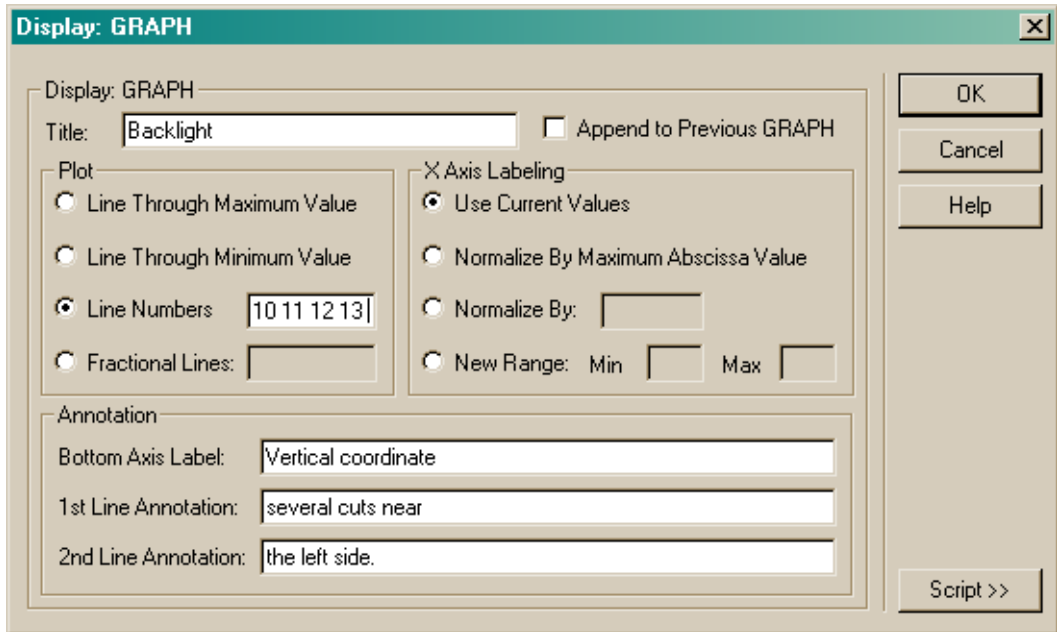 Display: GRAPH
Display: GRAPH
Title: Backlight
Append to Previous GRAPH
Plot
Line Through Maximum Value
Line Through Minimum Value
Line Numbers 10 11 12 13
Fractional Lines:
X Axis Labeling
Use Current Values
Normalize By Maximum Abscissa Value
Normalize By:
New Range: Min Max
Annotation
Bottom Axis Label: Vertical coordinate
1st Line Annotation: several cuts near
2nd Line Annotation: the left side.
OK
Cancel
Help
Script >>